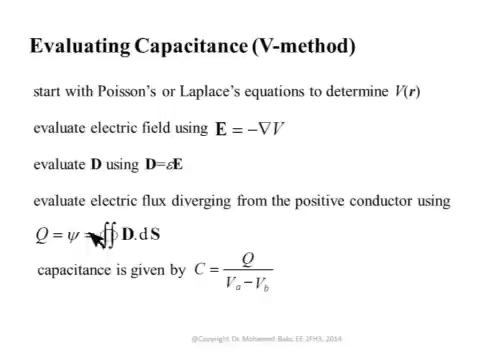 Evaluating Capacitance (V-method)
start with Poisson's or Laplace's equations to determine V(r)
evaluate electric field using E = −∇V
evaluate D using D=εE
evaluate electric flux diverging from the positive conductor using
Q = ψ = ∯ D.dS
capacitance is given by C = Q / (Va − Vb)
@Copyright Dr. Mohamed Bakr, EE 2FH3, 2014